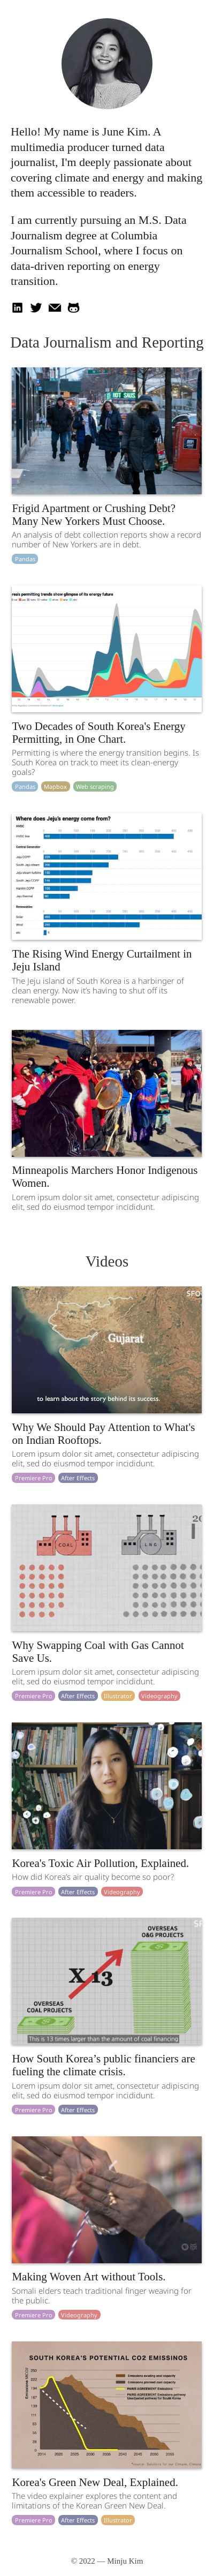 Hello! My name is June Kim. A
multimedia producer turned data
journalist, I'm deeply passionate about
covering climate and energy and making
them accessible to readers.
I am currently pursuing an M.S. Data
Journalism degree at Columbia
Journalism School, where I focus on
data-driven reporting on energy
transition.
Data Journalism and Reporting
HOT SALDS
Frigid Apartment or Crushing Debt?
Many New Yorkers Must Choose.
An analysis of debt collection reports show a record
number of New Yorkers are in debt.
Pandas
rea's permitting trends show glimpse of its energy future
Two Decades of South Korea's Energy
Permitting, in One Chart.
Permitting is where the energy transition begins. Is
South Korea on track to meet its clean-energy
goals?
Pandas Mapbox Web scraping
Where does Jeju's energy come from?
The Rising Wind Energy Curtailment in
Jeju Island
The Jeju island of South Korea is a harbinger of
clean energy. Now it's having to shut off its
renewable power.
Minneapolis Marchers Honor Indigenous
Women.
Lorem ipsum dolor sit amet, consectetur adipiscing
elit, sed do eiusmod tempor incididunt.
Videos
SFO
Gujarat
to learn about the story behind its success.
Why We Should Pay Attention to What's
on Indian Rooftops.
Lorem ipsum dolor sit amet, consectetur adipiscing
elit, sed do eiusmod tempor incididunt.
Premiere Pro After Effects
COAL LNG
Why Swapping Coal with Gas Cannot
Save Us.
Lorem ipsum dolor sit amet, consectetur adipiscing
elit, sed do eiusmod tempor incididunt.
Premiere Pro After Effects Illustrator Videography
Korea's Toxic Air Pollution, Explained.
How did Korea's air quality become so poor?
Premiere Pro After Effects Videography
OVERSEAS
O&G PROJECTS
X 13
OVERSEAS
COAL PROJECTS
This is 13 times larger than the amount of coal financing
How South Korea’s public financiers are
fueling the climate crisis.
Lorem ipsum dolor sit amet, consectetur adipiscing
elit, sed do eiusmod tempor incididunt.
Premiere Pro After Effects
Making Woven Art without Tools.
Somali elders teach traditional finger weaving for
the public.
Premiere Pro Videography
SOUTH KOREA'S POTENTIAL CO2 EMISSINOS
Korea's Green New Deal, Explained.
The video explainer explores the content and
limitations of the Korean Green New Deal.
Premiere Pro After Effects Illustrator
© 2022 — Minju Kim